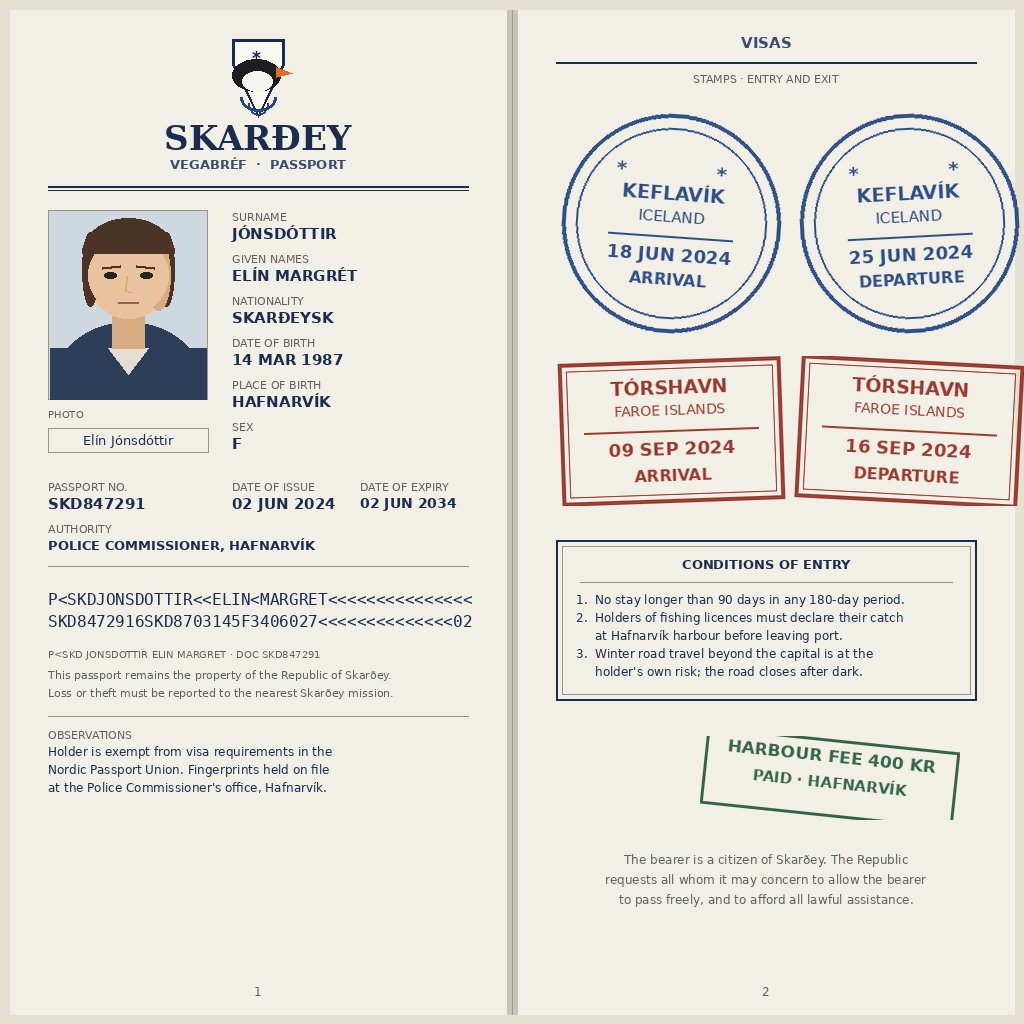 *
SKARÐEY
VEGABRÉF · PASSPORT
SURNAME
JÓNSDÓTTIR
GIVEN NAMES
ELÍN MARGRÉT
NATIONALITY
SKARÐEYSK
DATE OF BIRTH
14 MAR 1987
PLACE OF BIRTH
HAFNARVÍK
SEX
F
PHOTO
Elín Jónsdóttir
PASSPORT NO.
SKD847291
DATE OF ISSUE
02 JUN 2024
DATE OF EXPIRY
02 JUN 2034
AUTHORITY
POLICE COMMISSIONER, HAFNARVÍK
P<SKDJONSDOTTIR<<ELIN<MARGRET<<<<<<<<<<<<<<<
SKD8472916SKD8703145F3406027<<<<<<<<<<<<<<02
P<SKD JONSDOTTIR ELIN MARGRET · DOC SKD847291
This passport remains the property of the Republic of Skarðey.
Loss or theft must be reported to the nearest Skarðey mission.
OBSERVATIONS
Holder is exempt from visa requirements in the
Nordic Passport Union. Fingerprints held on file
at the Police Commissioner's office, Hafnarvík.
1
VISAS
STAMPS · ENTRY AND EXIT
* *
KEFLAVÍK
ICELAND
18 JUN 2024
ARRIVAL
* *
KEFLAVÍK
ICELAND
25 JUN 2024
DEPARTURE
TÓRSHAVN
FAROE ISLANDS
09 SEP 2024
ARRIVAL
TÓRSHAVN
FAROE ISLANDS
16 SEP 2024
DEPARTURE
CONDITIONS OF ENTRY
1. No stay longer than 90 days in any 180-day period.
2. Holders of fishing licences must declare their catch
at Hafnarvík harbour before leaving port.
3. Winter road travel beyond the capital is at the
holder's own risk; the road closes after dark.
HARBOUR FEE 400 KR
PAID · HAFNARVÍK
The bearer is a citizen of Skarðey. The Republic
requests all whom it may concern to allow the bearer
to pass freely, and to afford all lawful assistance.
2